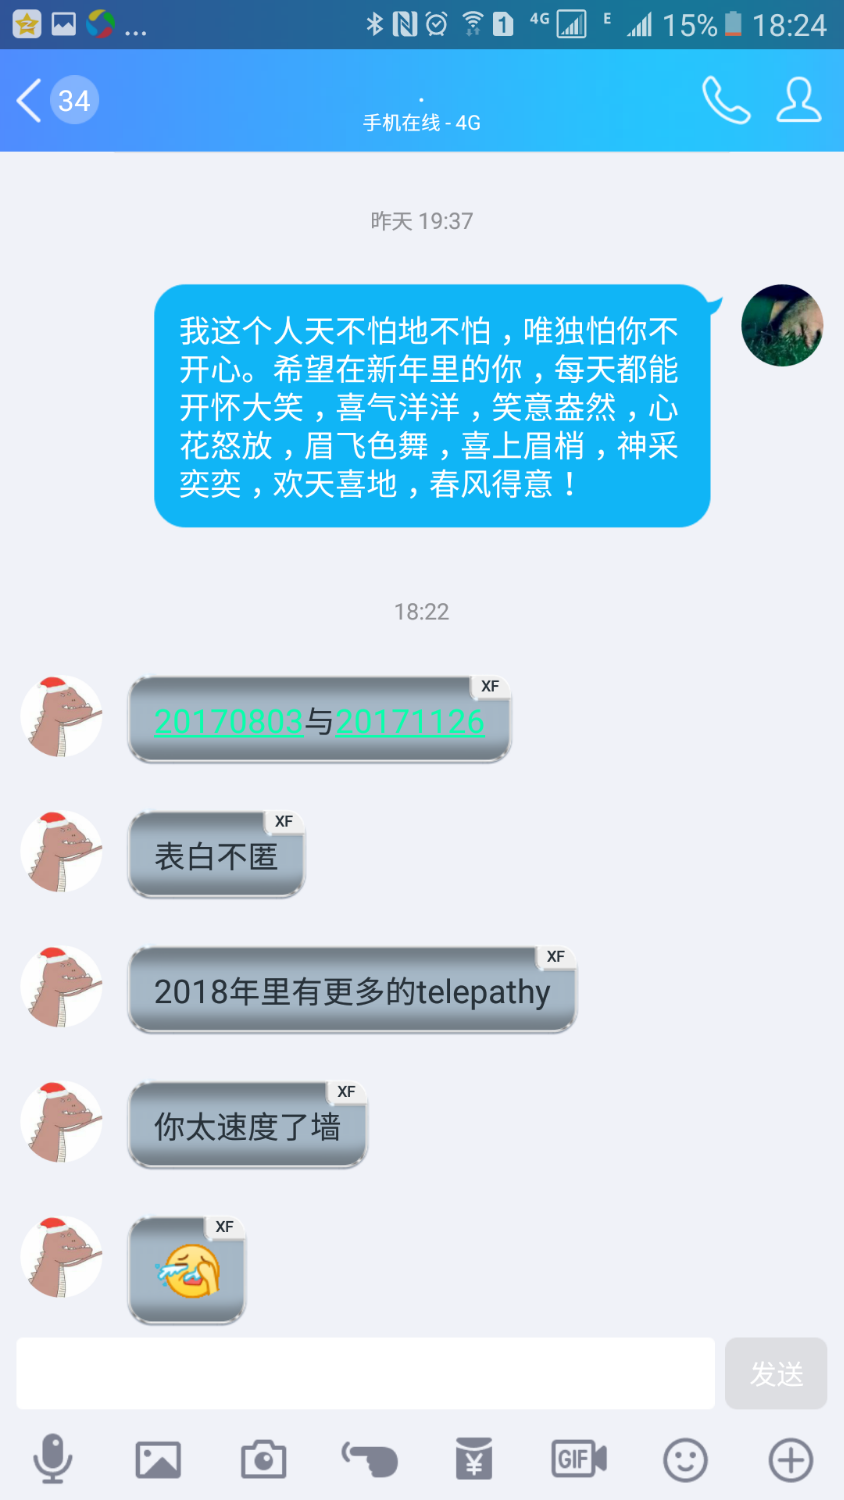 ... 1 4G E 15% 18:24
34
.
手机在线 - 4G
昨天 19:37
我这个人天不怕地不怕，唯独怕你不
开心。希望在新年里的你，每天都能
开怀大笑，喜气洋洋，笑意盎然，心
花怒放，眉飞色舞，喜上眉梢，神采
奕奕，欢天喜地，春风得意！
18:22
XF
20170803与20171126
XF
表白不匿
XF
2018年里有更多的telepathy
XF
你太速度了墙
XF
发送
¥ GIF